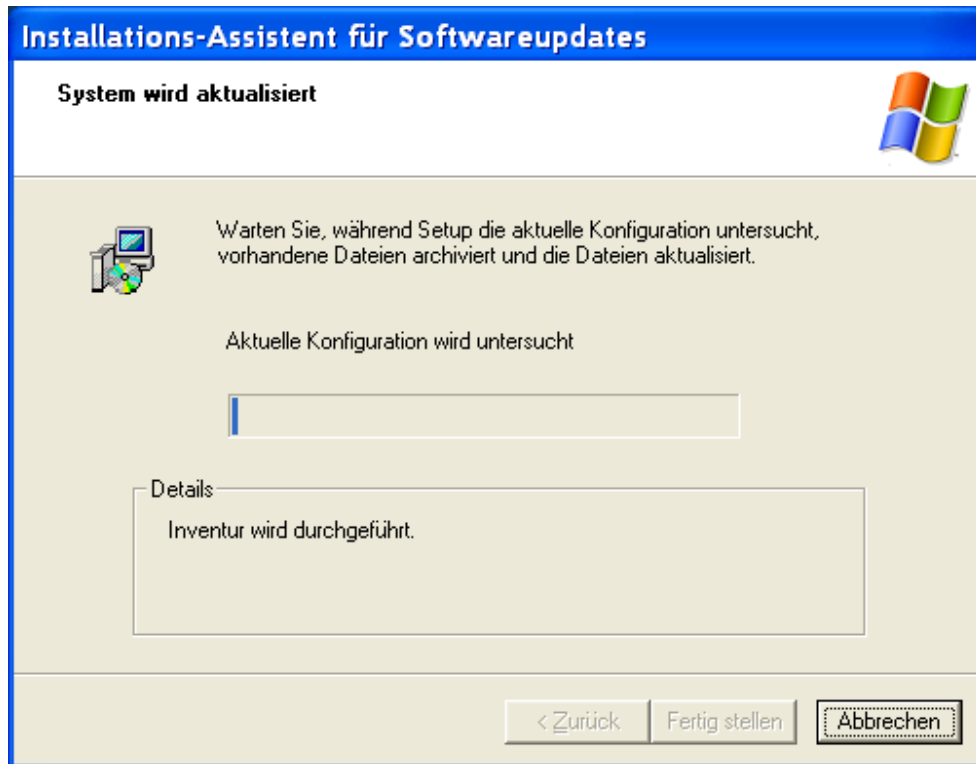 Installations-Assistent für Softwareupdates
System wird aktualisiert
Warten Sie, während Setup die aktuelle Konfiguration untersucht,
vorhandene Dateien archiviert und die Dateien aktualisiert.
Aktuelle Konfiguration wird untersucht
Details
Inventur wird durchgeführt.
< Zurück Fertig stellen Abbrechen